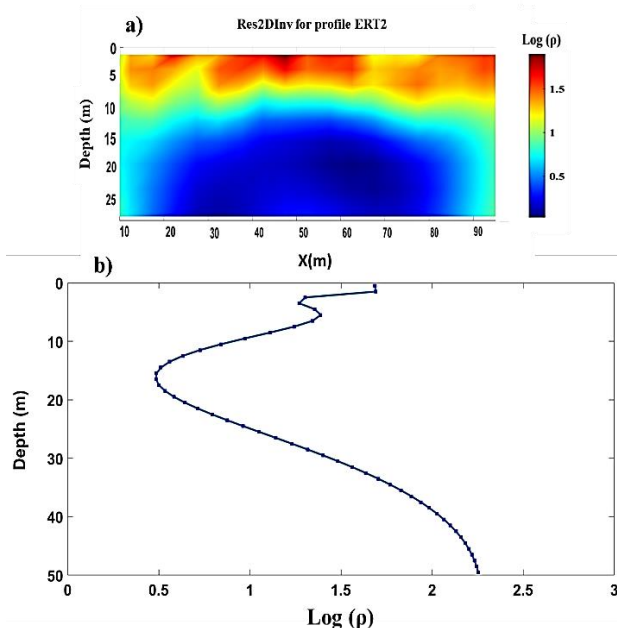 a)
Res2DInv for profile ERT2
Log (ρ)
0
5
10
15
20
25
Depth (m)
10 20 30 40 50 60 70 80 90
X(m)
1.5
1
0.5
b)
0
10
20
30
40
50
Depth (m)
0 0.5 1 1.5 2 2.5 3
Log (ρ)